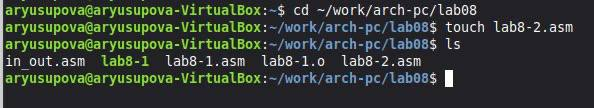 aryusupova@aryusupova-VirtualBox:~$ cd ~/work/arch-pc/lab08
aryusupova@aryusupova-VirtualBox:~/work/arch-pc/lab08$ touch lab8-2.asm
aryusupova@aryusupova-VirtualBox:~/work/arch-pc/lab08$ ls
in_out.asm  lab8-1  lab8-1.asm  lab8-1.o  lab8-2.asm
aryusupova@aryusupova-VirtualBox:~/work/arch-pc/lab08$